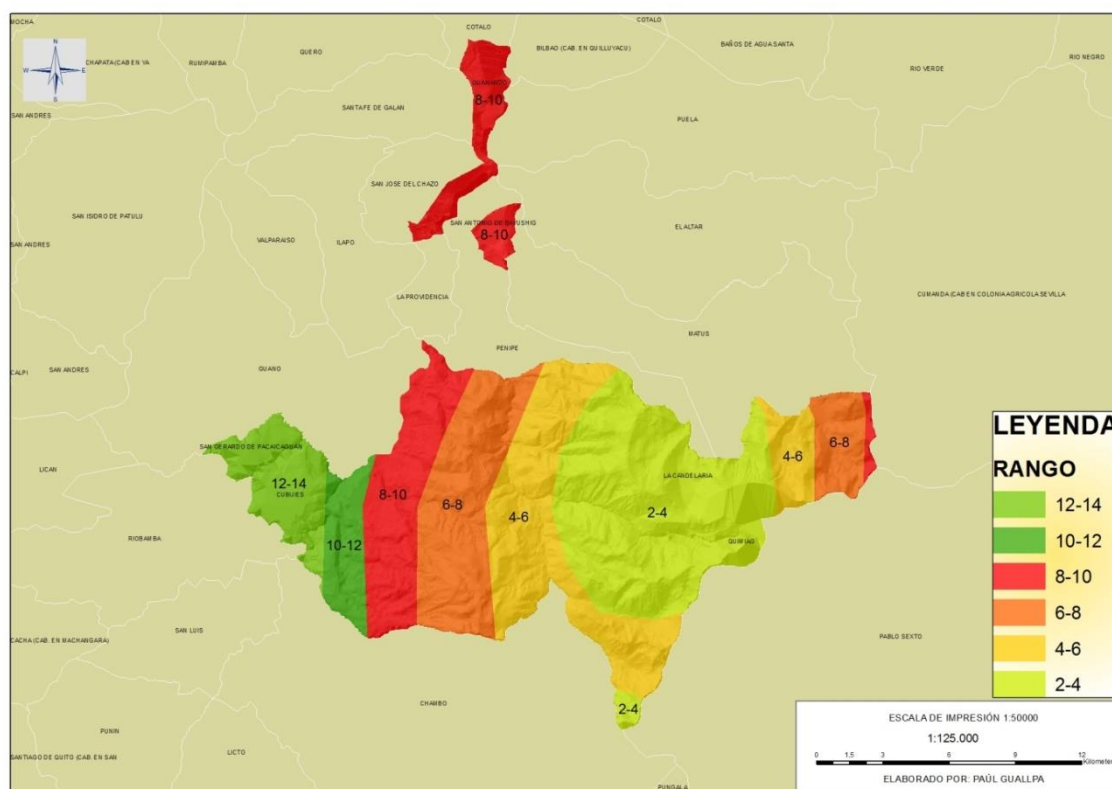 MOCHA
COTALO
COTALO
N
W
E
S
CHAPATA (CAB EN YA
RUMIPAMBA
QUERO
BILBAO (CAB. EN QUILLUYACU)
BAÑOS DE AGUA SANTA
RIO VERDE
RIO NEGRO
8-10
SANTA FE DE GALAN
SAN ANDRES
PUELA
SAN JOSE DEL CHAZO
SAN ISIDRO DE PATULU
8-10
EL ALTAR
SAN ANDRES
VALPARAISO
ILAPO
LA PROVIDENCIA
CUMANDA (CAB EN COLONIA AGRICOLA SEVILLA
MATUS
PENIPE
CALPI
SAN ANDRES
GUANO
LICAN
SAN GERARDO DE PACAICAGUAN
12-14
CUBIJIES
10-12
8-10
6-8
4-6
2-4
LA CANDELARIA
4-6
6-8
QUIMIAG
RIOBAMBA
SAN LUIS
CACHA (CAB. EN MACHANGARA)
PABLO SEXTO
CHAMBO
2-4
PUNIN
LICTO
SANTIAGO DE QUITO (CAB. EN SAN
PUNGALA
LEYENDA
RANGO
12-14
10-12
8-10
6-8
4-6
2-4
ESCALA DE IMPRESIÓN 1:50000
1:125.000
0 1,5 3 6 9 12
Kilometer
ELABORADO POR: PAÚL GUALLPA